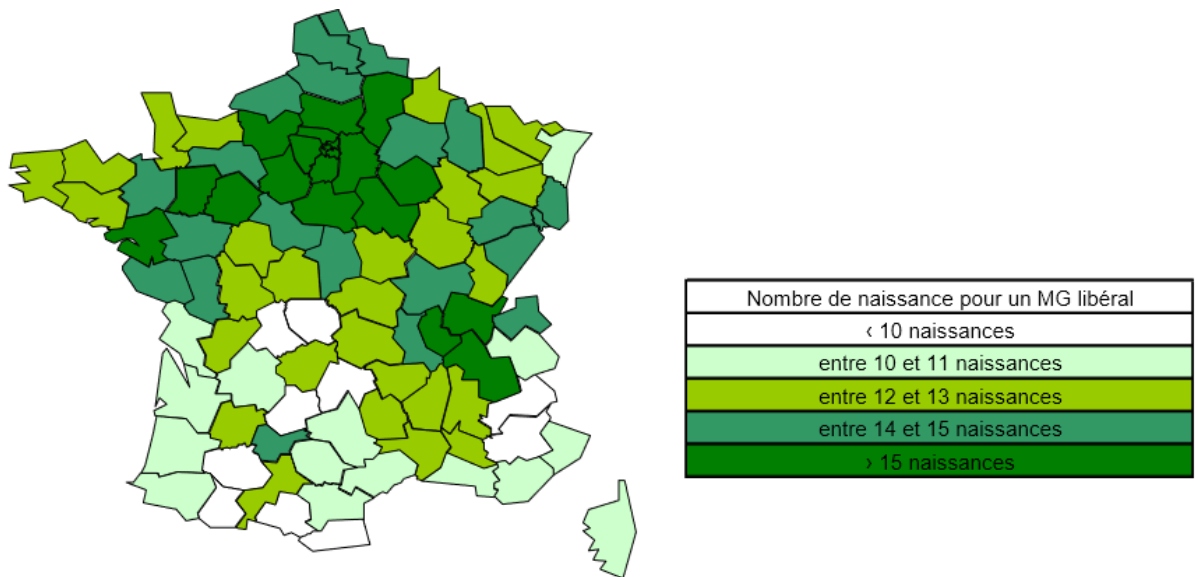 Nombre de naissance pour un MG libéral
‹ 10 naissances
entre 10 et 11 naissances
entre 12 et 13 naissances
entre 14 et 15 naissances
› 15 naissances